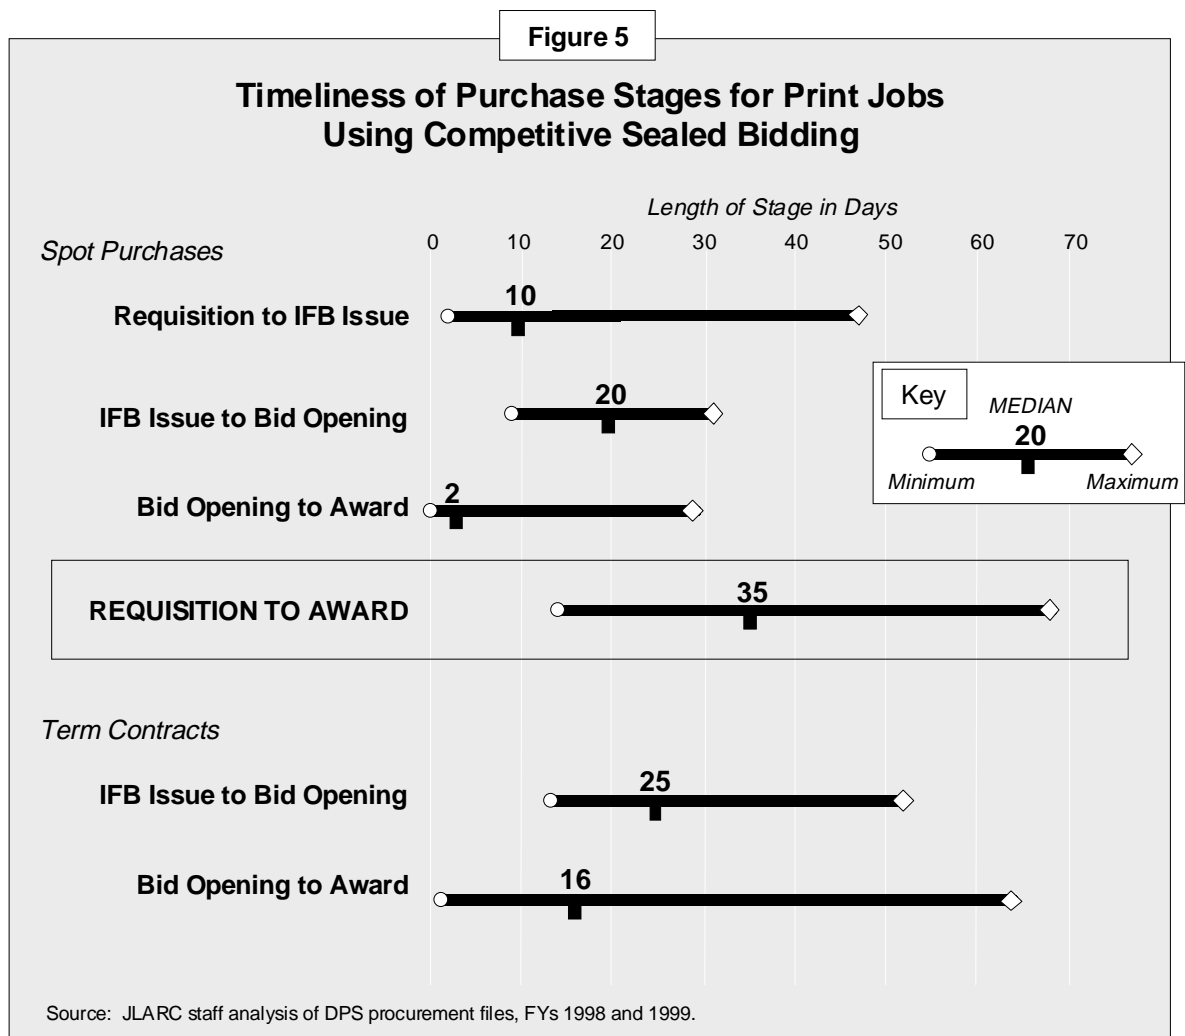 Figure 5
Timeliness of Purchase Stages for Print Jobs
Using Competitive Sealed Bidding
Length of Stage in Days
0 10 20 30 40 50 60 70
Spot Purchases
10
Requisition to IFB Issue
20
IFB Issue to Bid Opening
Key
MEDIAN
20
Minimum Maximum
2
Bid Opening to Award
35
REQUISITION TO AWARD
Term Contracts
25
IFB Issue to Bid Opening
16
Bid Opening to Award
Source: JLARC staff analysis of DPS procurement files, FYs 1998 and 1999.